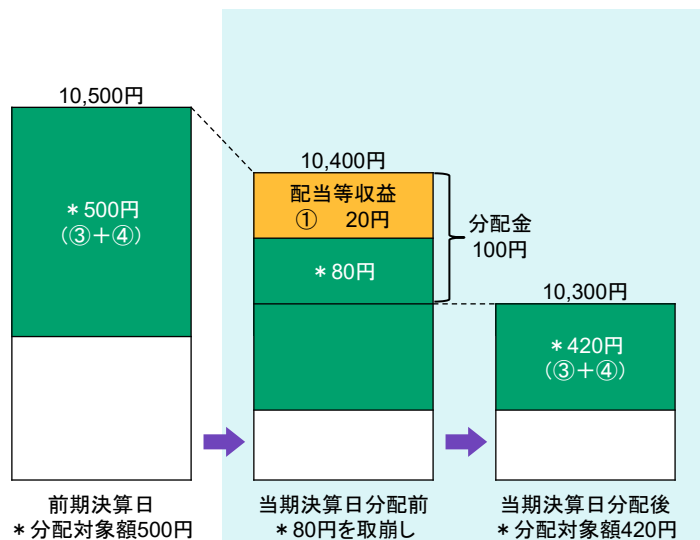 10,500円
＊500円
(③＋④)
前期決算日
＊分配対象額500円
10,400円
配当等収益
① 20円
＊80円
分配金
100円
当期決算日分配前
＊80円を取崩し
10,300円
＊420円
(③＋④)
当期決算日分配後
＊分配対象額420円